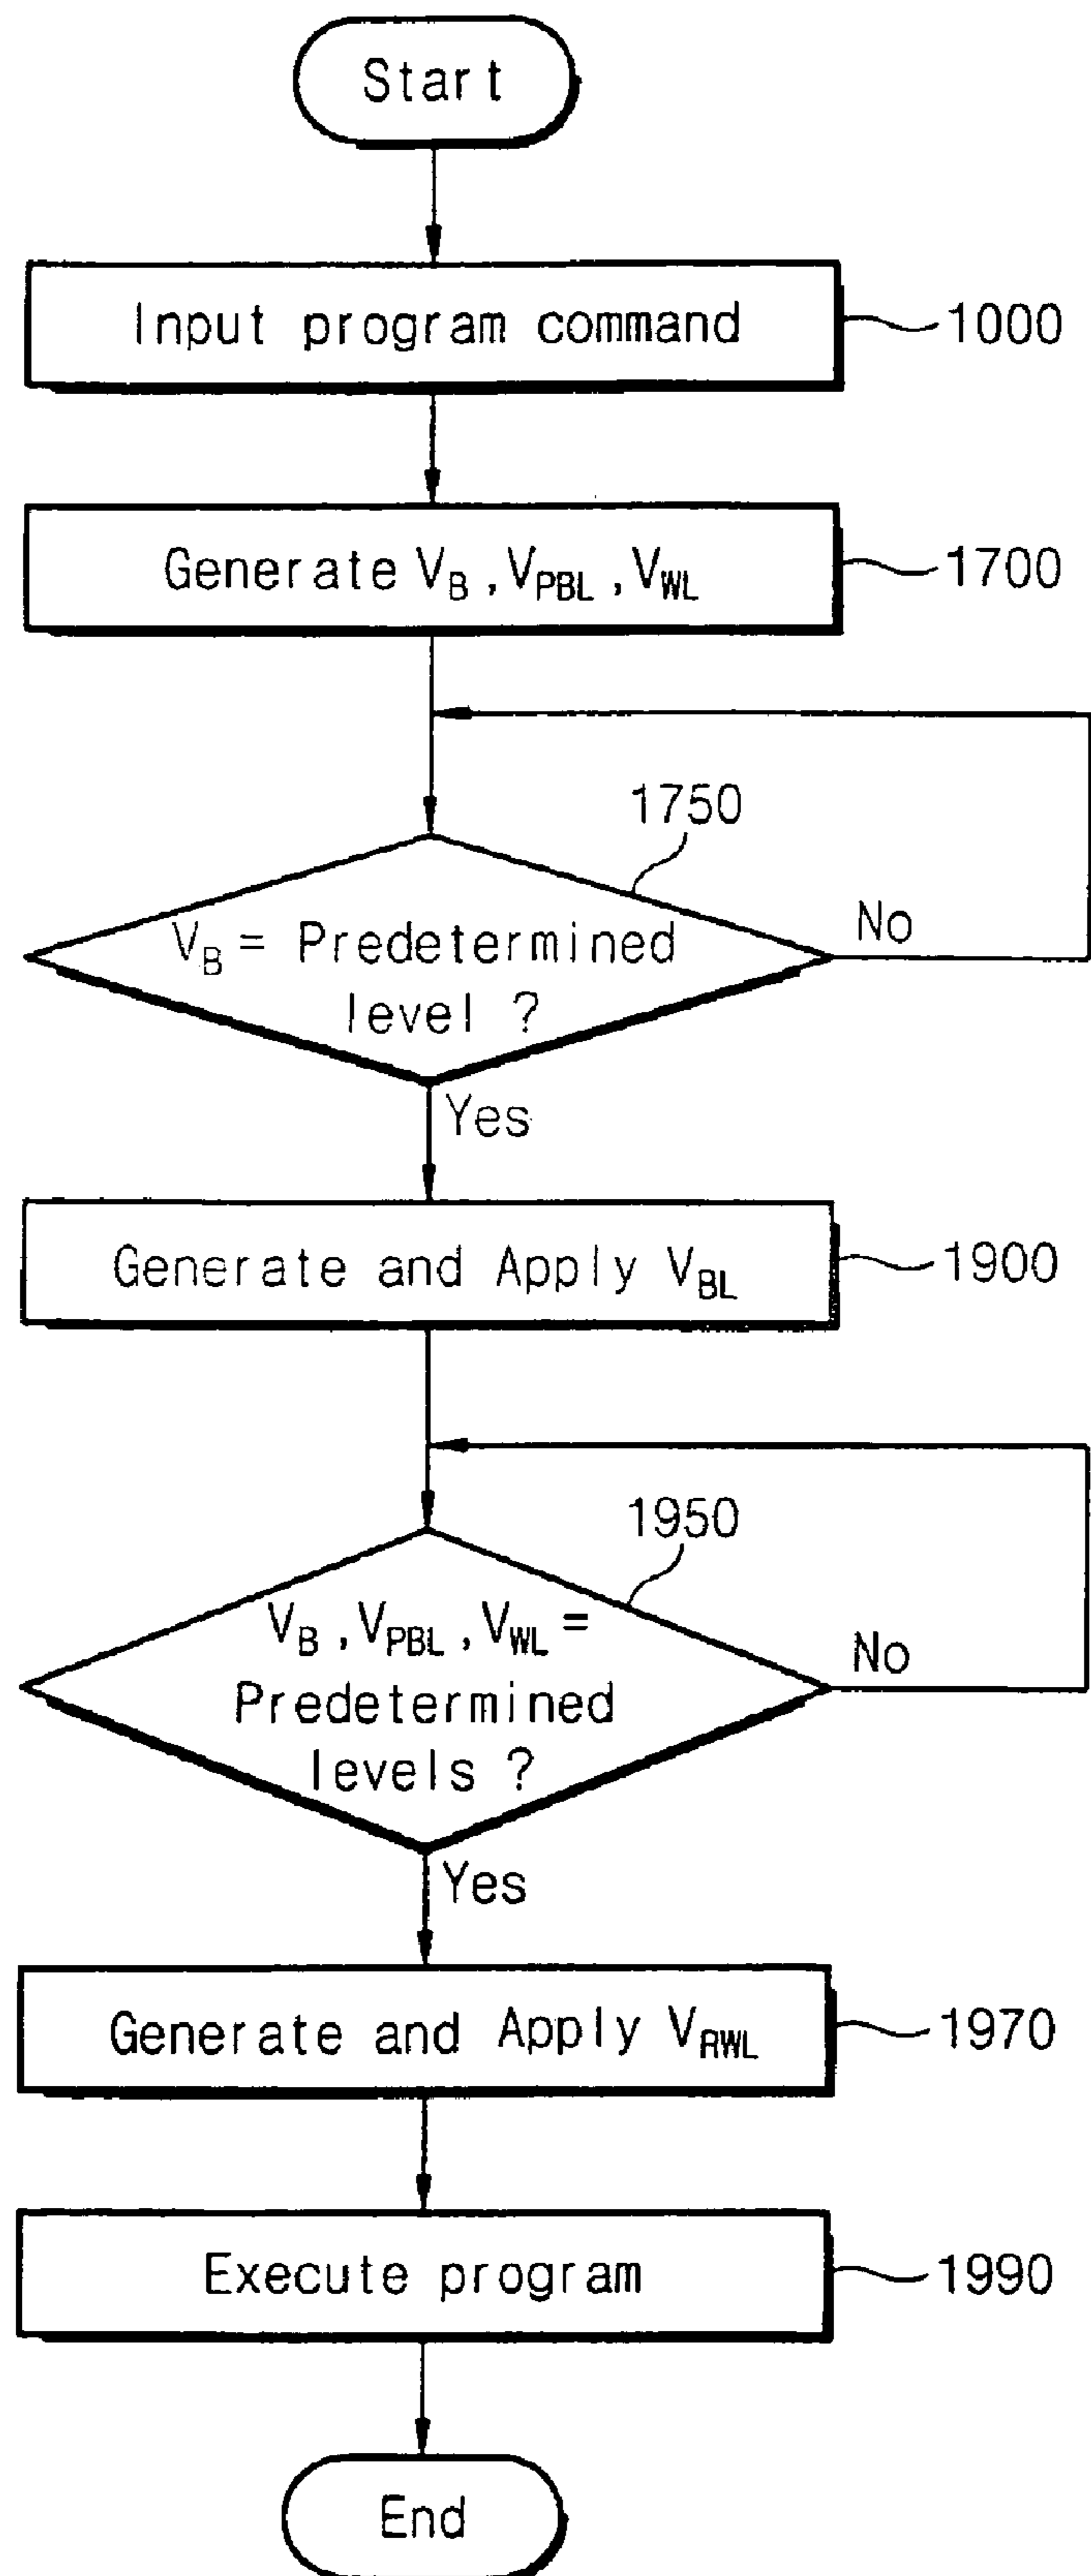 Start
Input program command
1000
Generate V_B , V_PBL , V_WL
1700
1750
V_B = Predetermined
level ?
No
Yes
Generate and Apply V_BL
1900
1950
V_B , V_PBL , V_WL =
Predetermined
levels ?
No
Yes
Generate and Apply V_RWL
1970
Execute program
1990
End